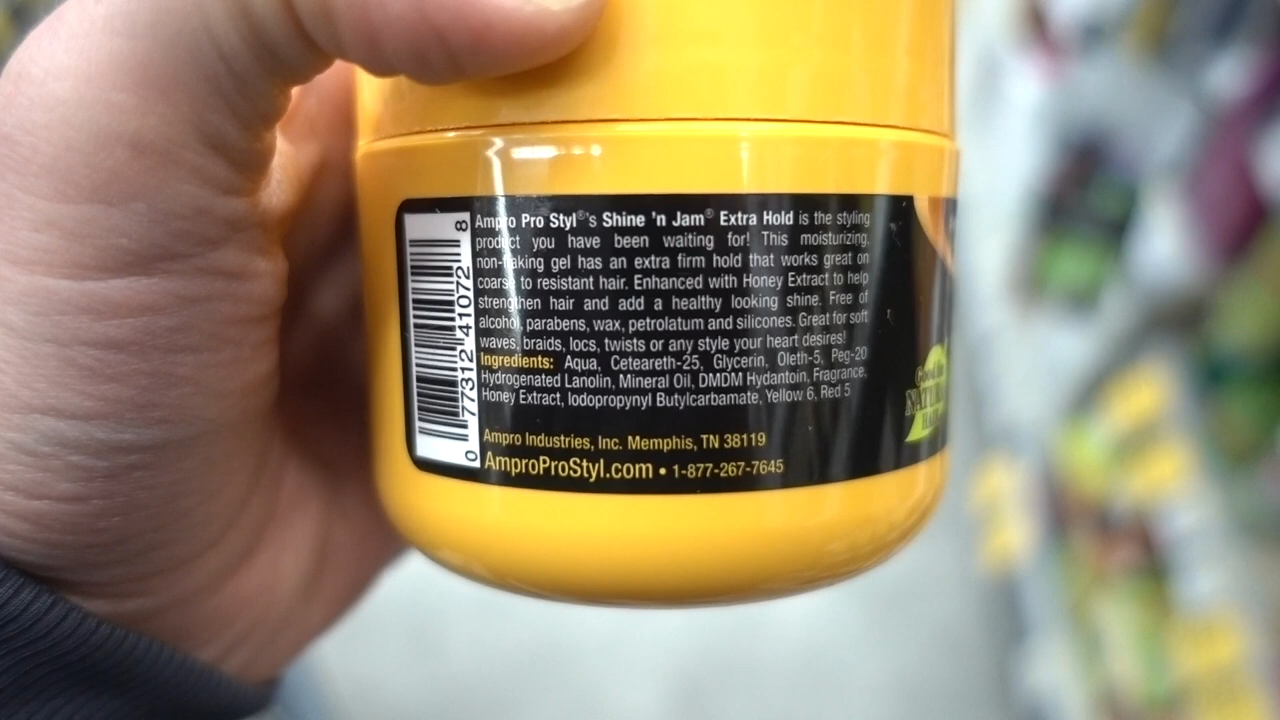 Ampro Pro Styl®'s Shine 'n Jam® Extra Hold is the styling
product you have been waiting for! This moisturizing,
non-flaking gel has an extra firm hold that works great on
coarse to resistant hair. Enhanced with Honey Extract to help
strengthen hair and add a healthy looking shine. Free of
alcohol, parabens, wax, petrolatum and silicones. Great for soft
waves, braids, locs, twists or any style your heart desires!
Ingredients: Aqua, Ceteareth-25, Glycerin, Oleth-5, Peg-20
Hydrogenated Lanolin, Mineral Oil, DMDM Hydantoin, Fragrance,
Honey Extract, Iodopropynyl Butylcarbamate, Yellow 6, Red 5
Ampro Industries, Inc. Memphis, TN 38119
AmproProStyl.com • 1-877-267-7645
0 77312 41072 8